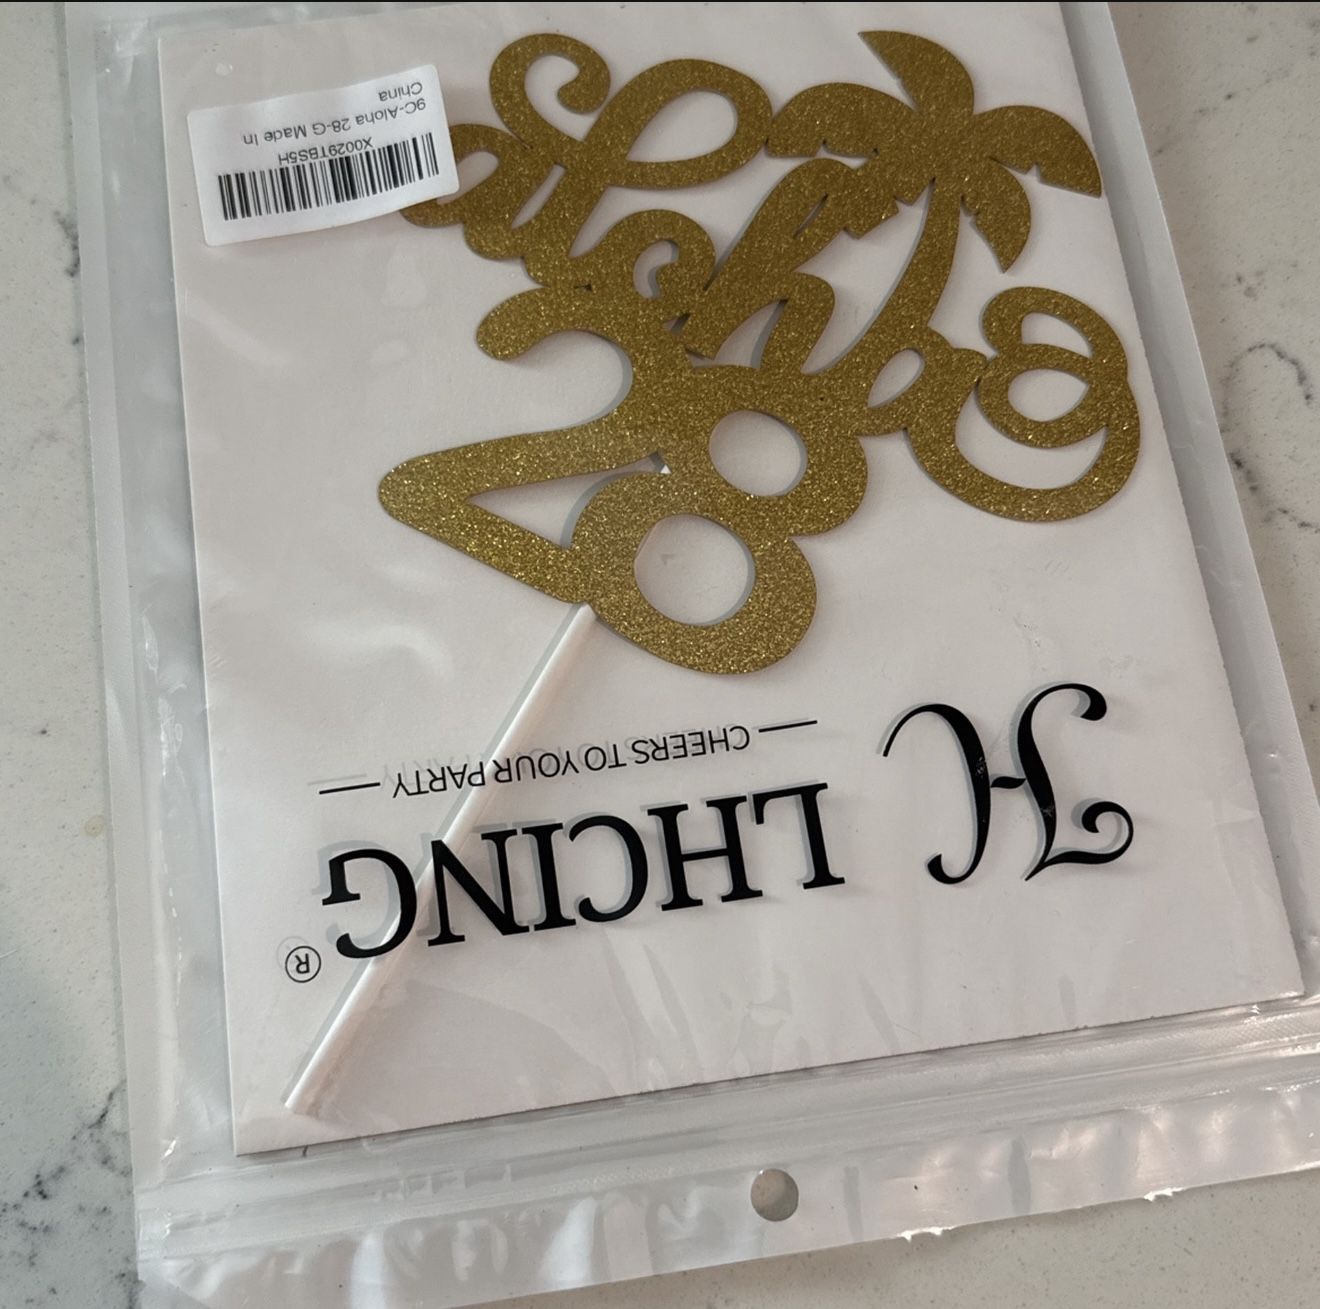 Aloha
28
H LHCING®
CHEERS TO YOUR PARTY
X0029TBS5H
9C-Aloha 28-G Made In
China